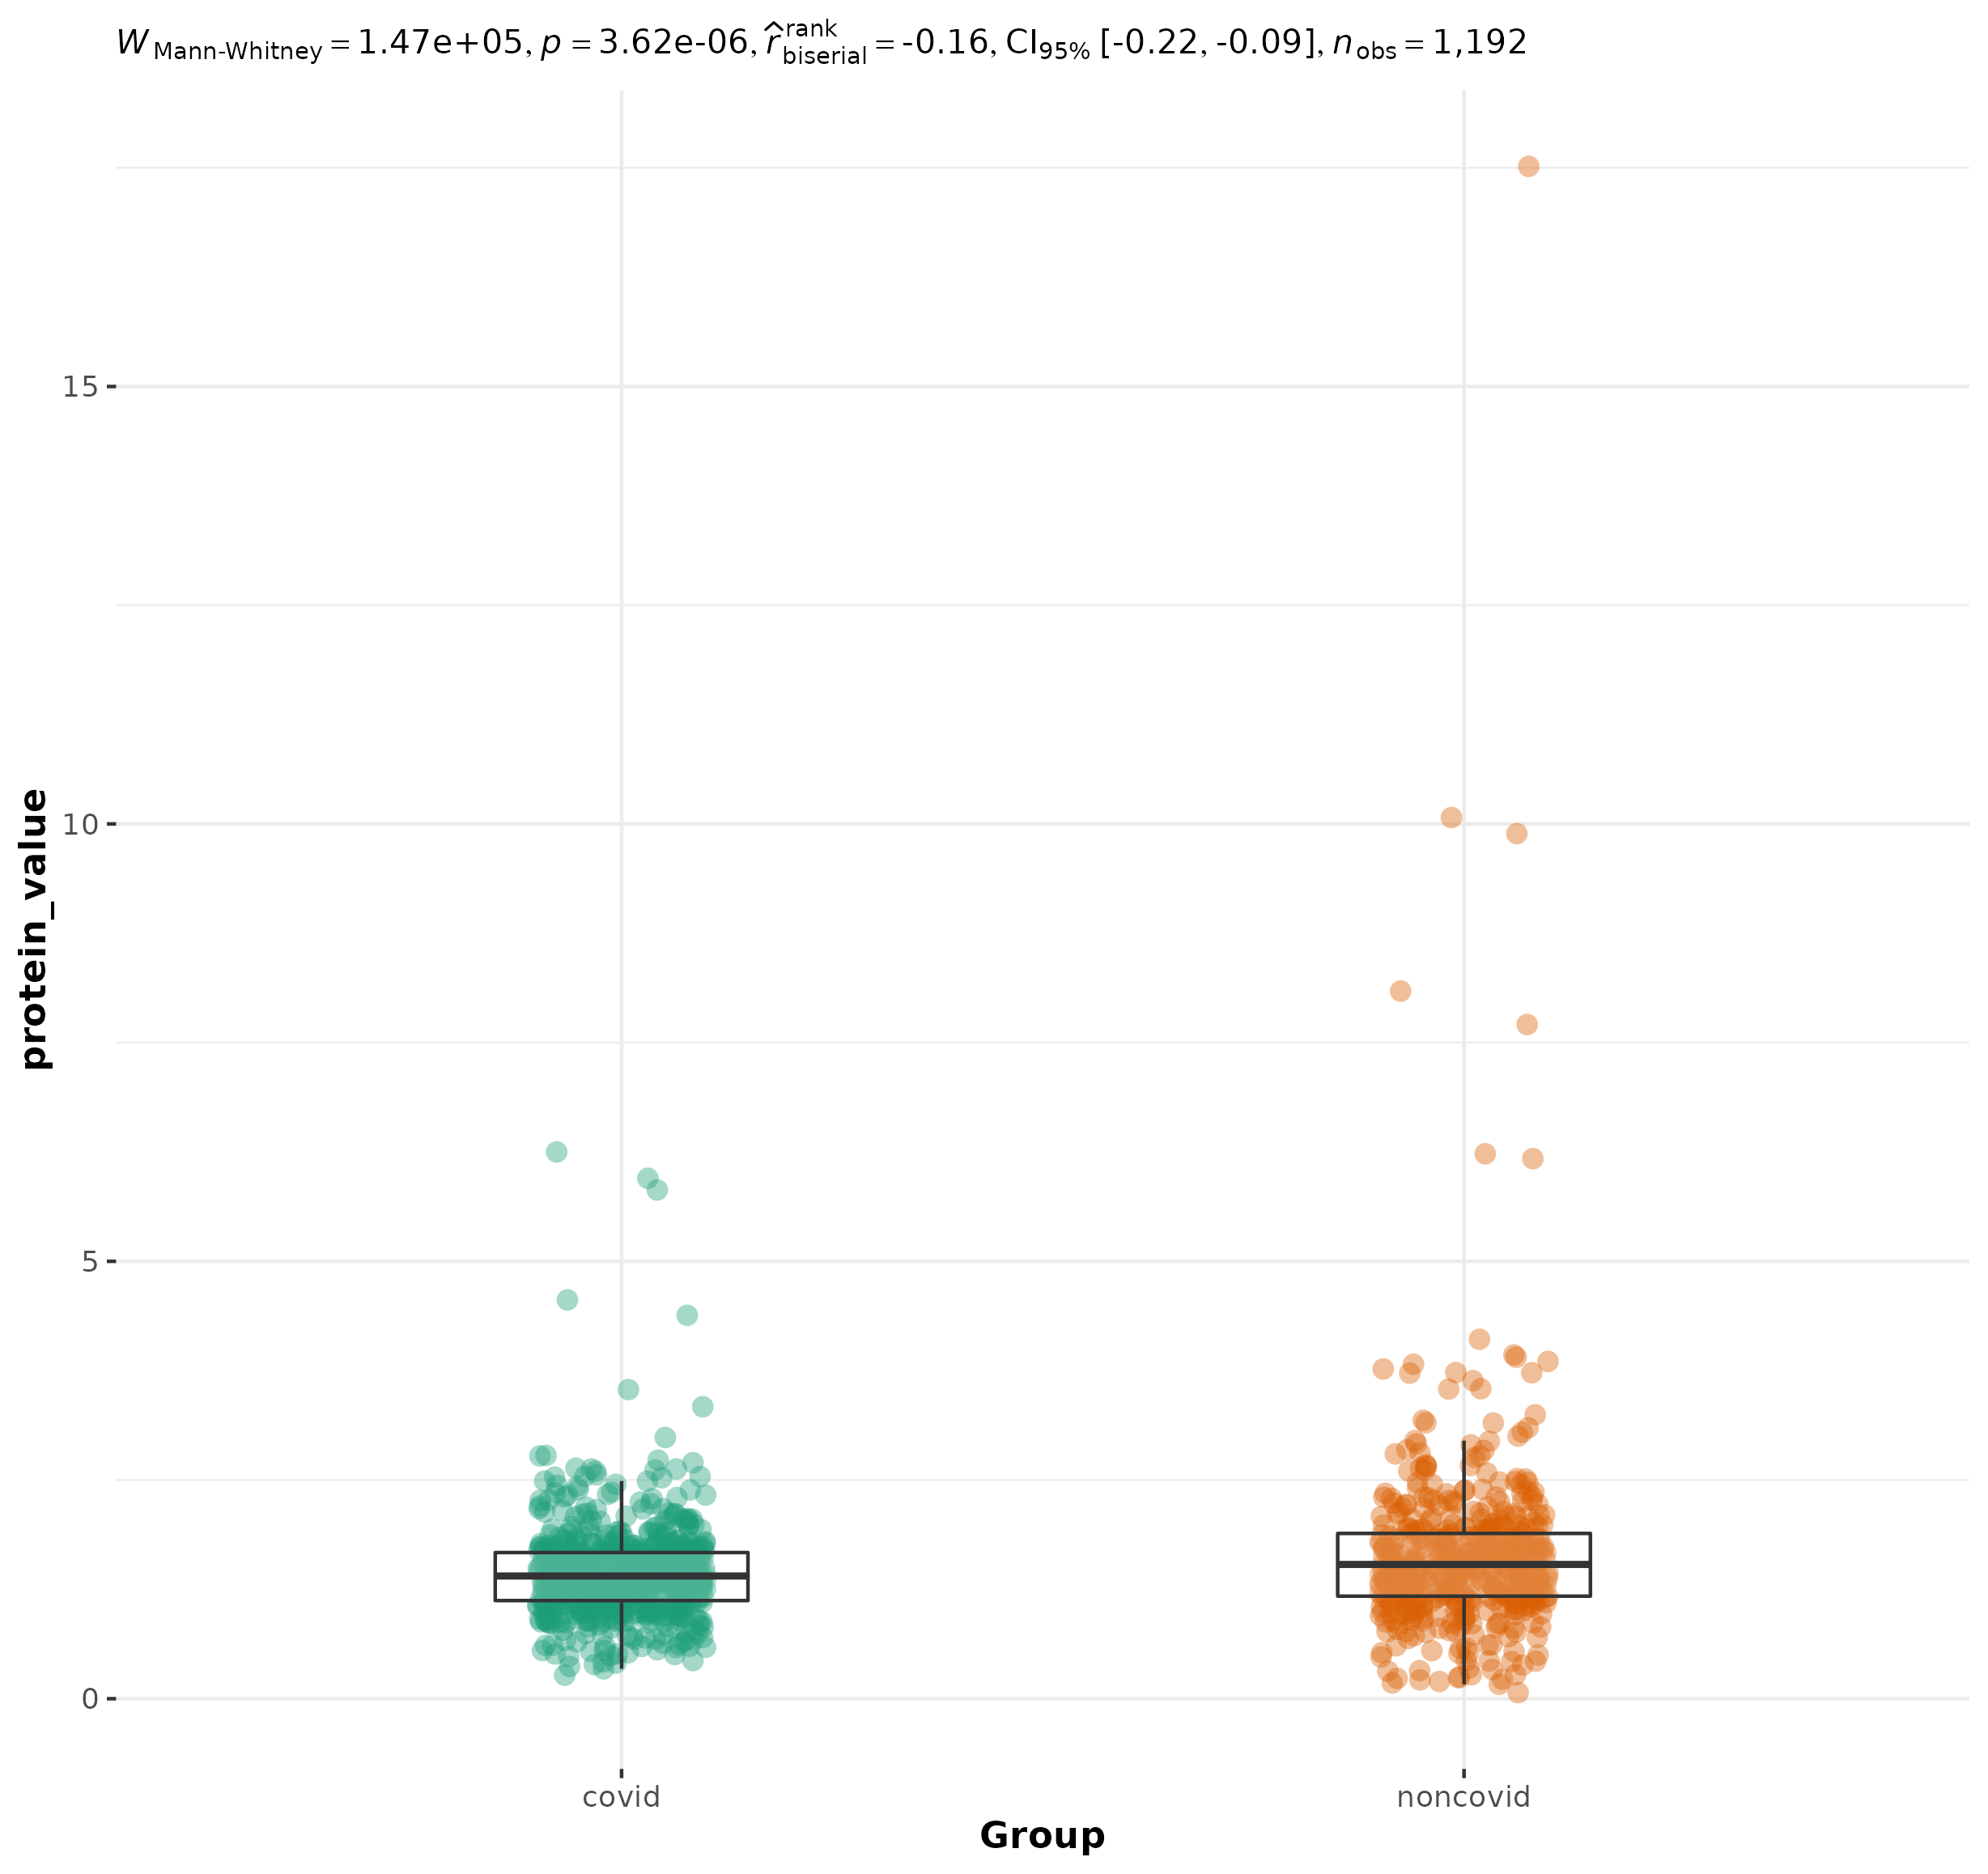 W Mann-Whitney = 1.47e+05, p = 3.62e-06, r̂ rank biserial = -0.16, CI95% [-0.22, -0.09], n obs = 1,192
15
10
5
0
protein_value
covid noncovid
Group